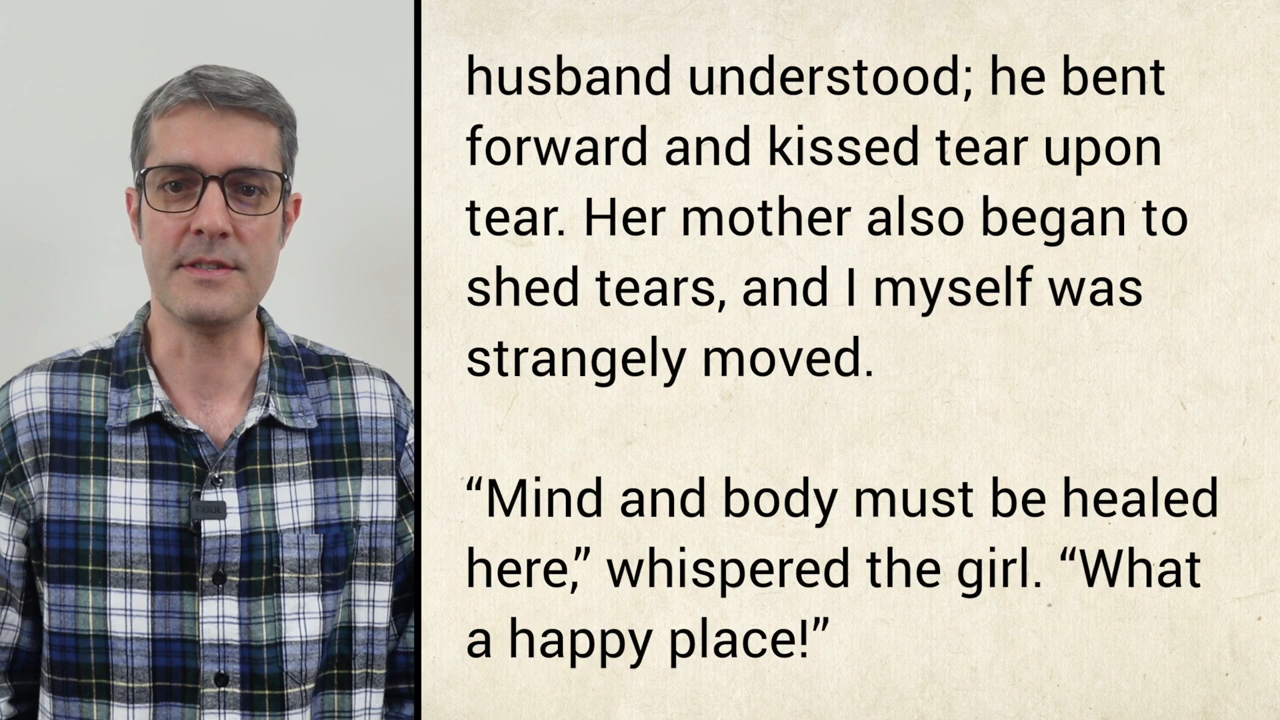 husband understood; he bent
forward and kissed tear upon
tear. Her mother also began to
shed tears, and I myself was
strangely moved.
“Mind and body must be healed
here,” whispered the girl. “What
a happy place!”